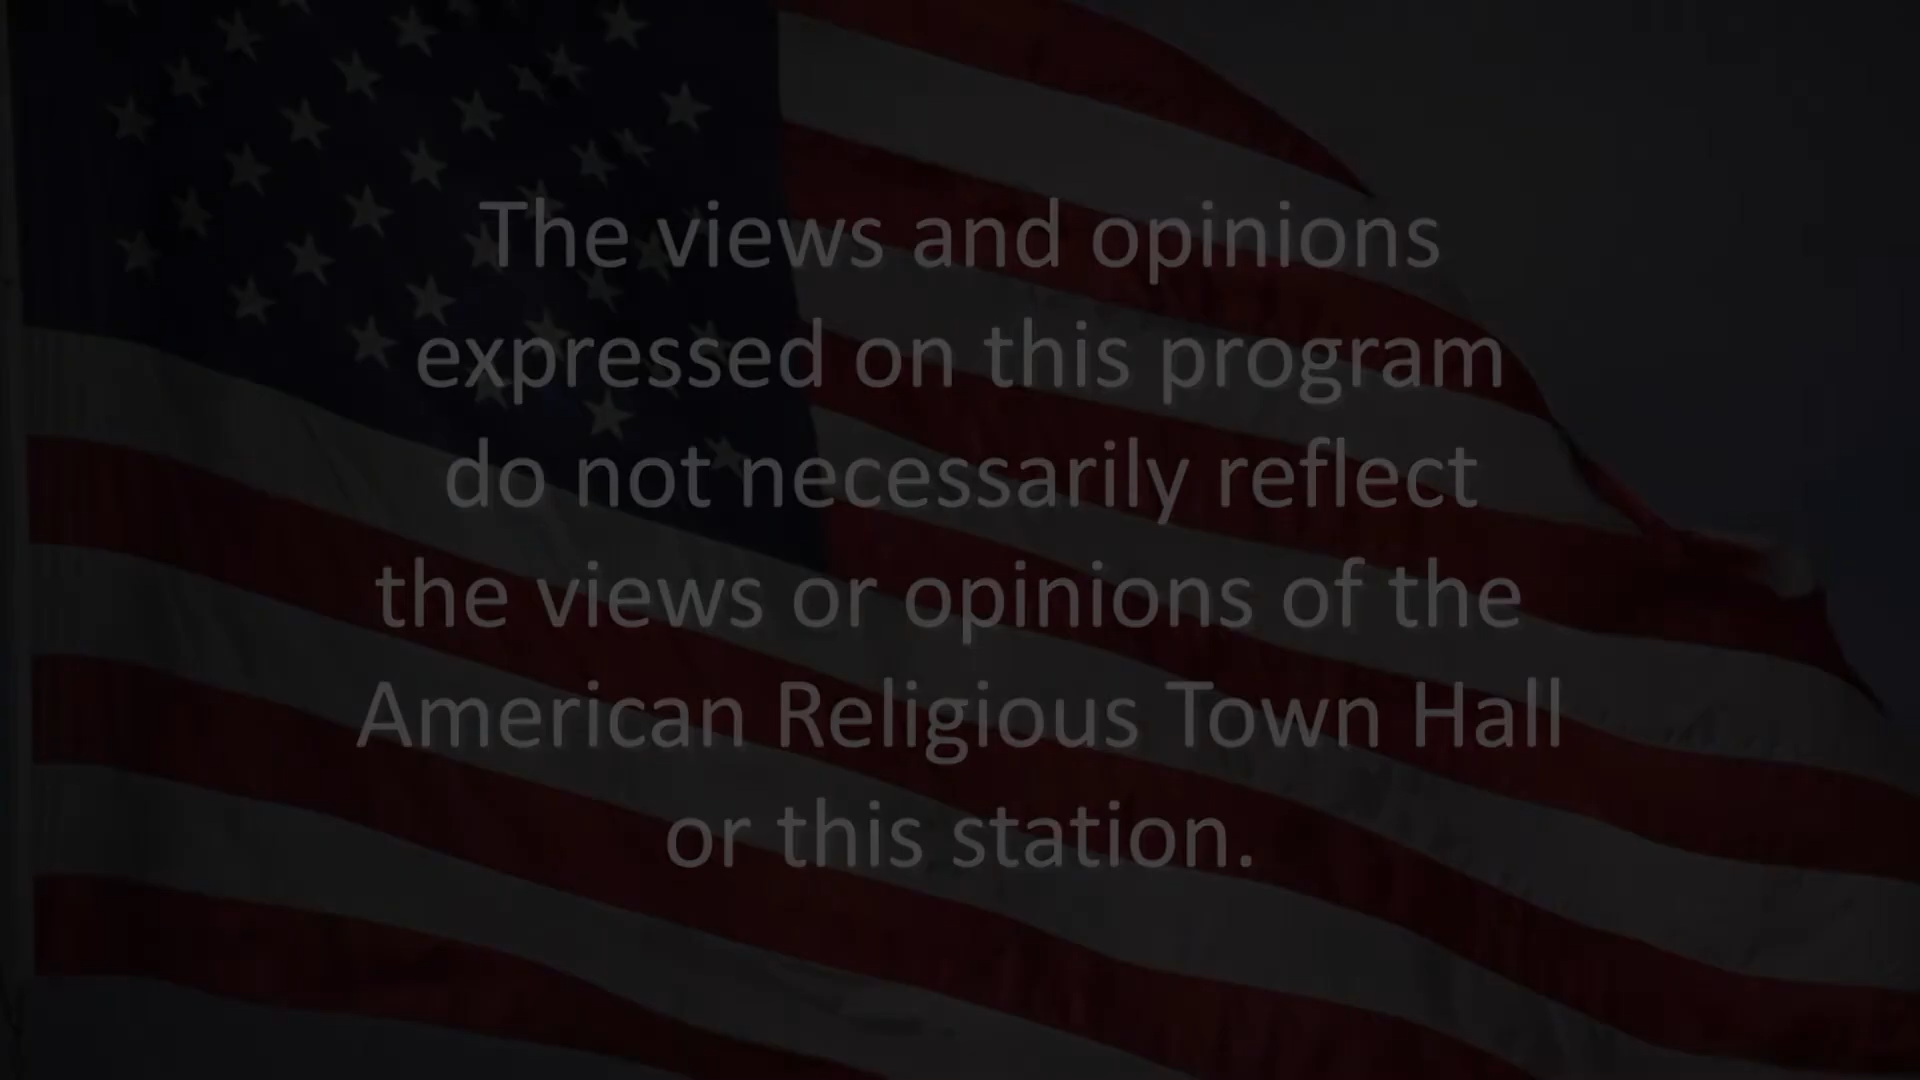 The views and opinions
expressed on this program
do not necessarily reflect
the views or opinions of the
American Religious Town Hall
or this station.